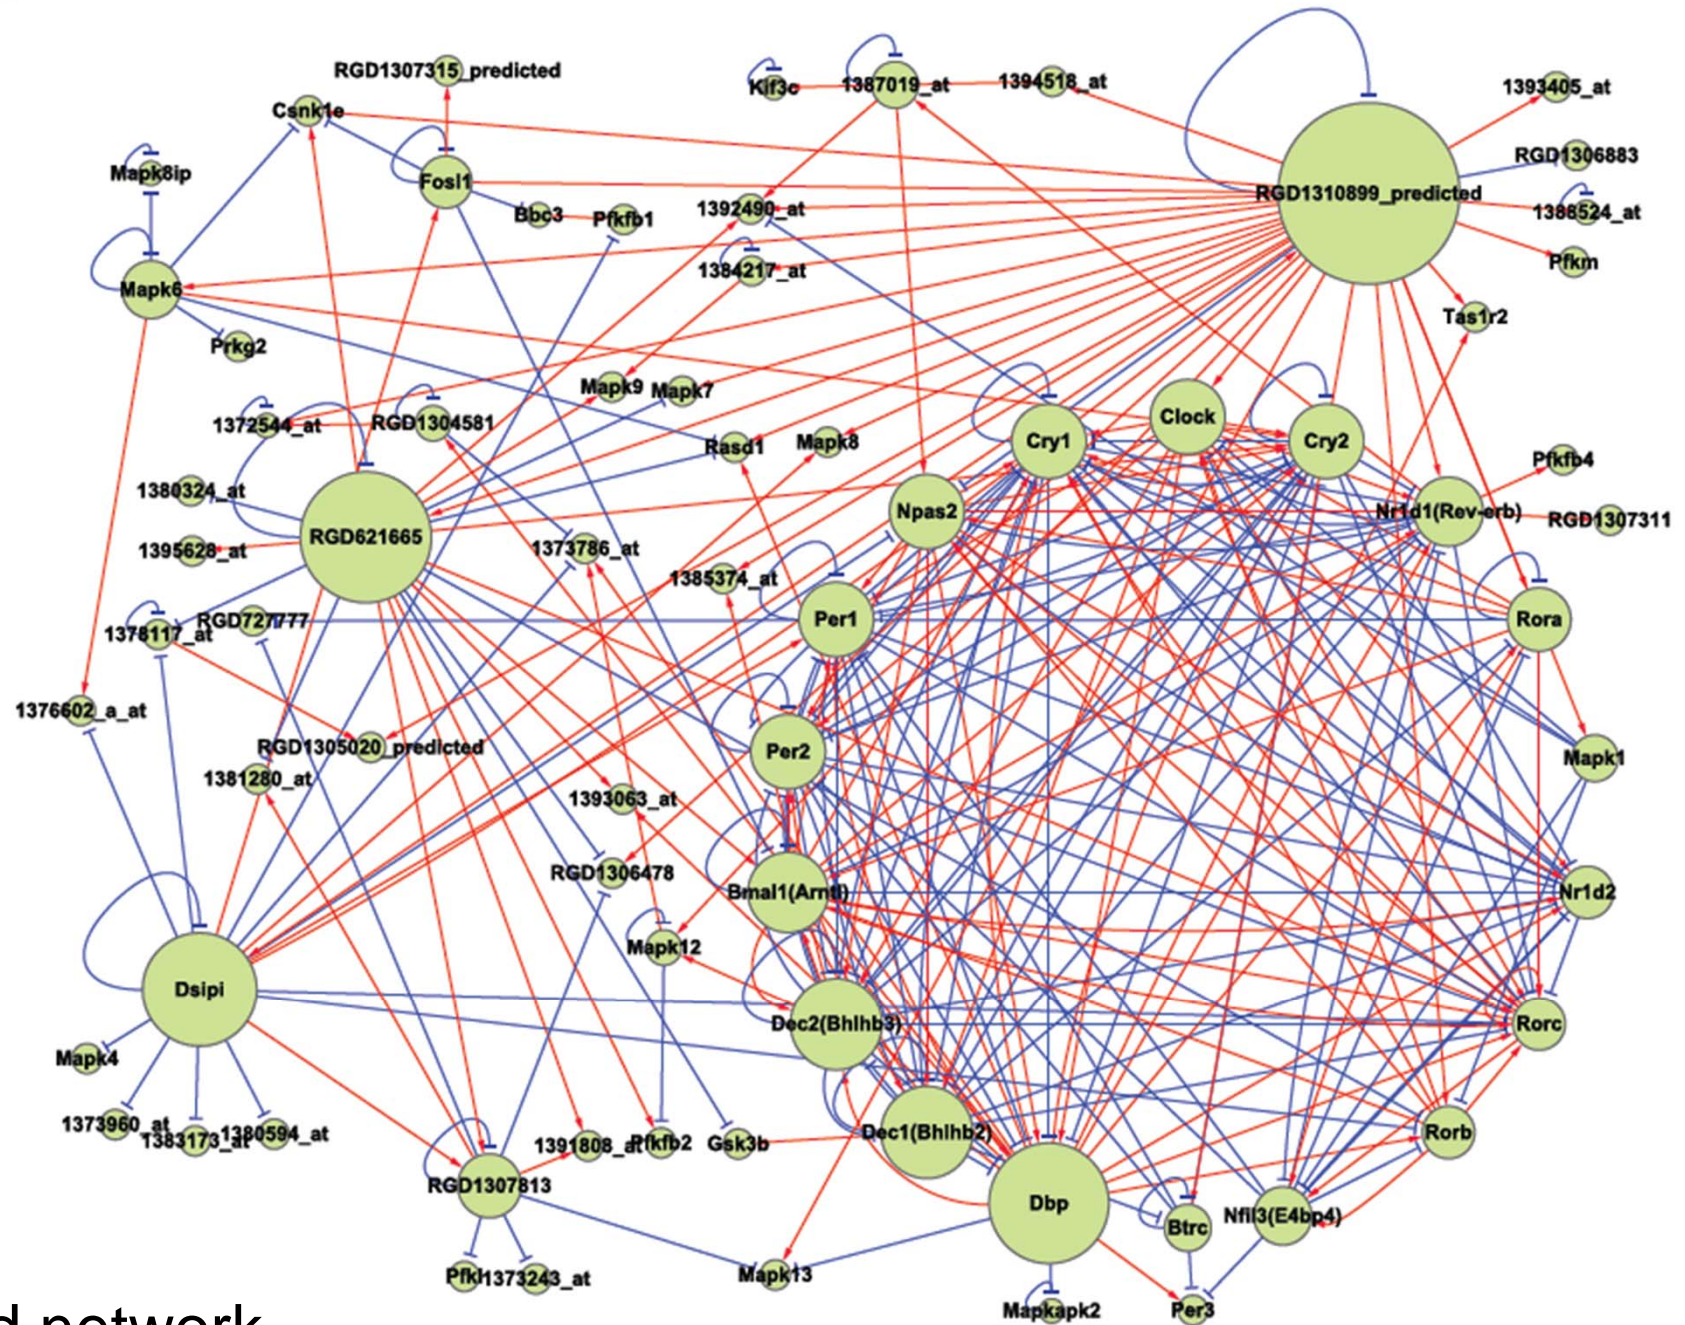 RGD1307315_predicted
Kif3c
1387019_at
1394518_at
1393405_at
Csnk1e
RGD1306883
Mapk8ip
Fosl1
RGD1310899_predicted
Bbc3
Pfkfb1
1392490_at
1388524_at
1384217_at
Pfkm
Mapk6
Tas1r2
Prkg2
Mapk9
Mapk7
1372544_at
RGD1304581
Rasd1
Mapk8
Cry1
Clock
Cry2
Pfkfb4
1380324_at
Npas2
Nr1d1(Rev-erb)
RGD1307311
RGD621665
1395628_at
1373786_at
1385374_at
RGD727777
1378117_at
Per1
Rora
1376602_a_at
RGD1305020_predicted
Per2
Mapk1
1381280_at
1393063_at
RGD1306478
Bmal1(Arntl)
Nr1d2
Mapk12
Dsipi
Dec2(Bhlhb3)
Rorc
Mapk4
1373960_at
1383173_at
1380594_at
1391808_at
Pfkfb2
Gsk3b
Dec1(Bhlhb2)
Rorb
RGD1307813
Dbp
Btrc
Nfil3(E4bp4)
Pfkl
1373243_at
Mapk13
Mapkapk2
Per3
d network